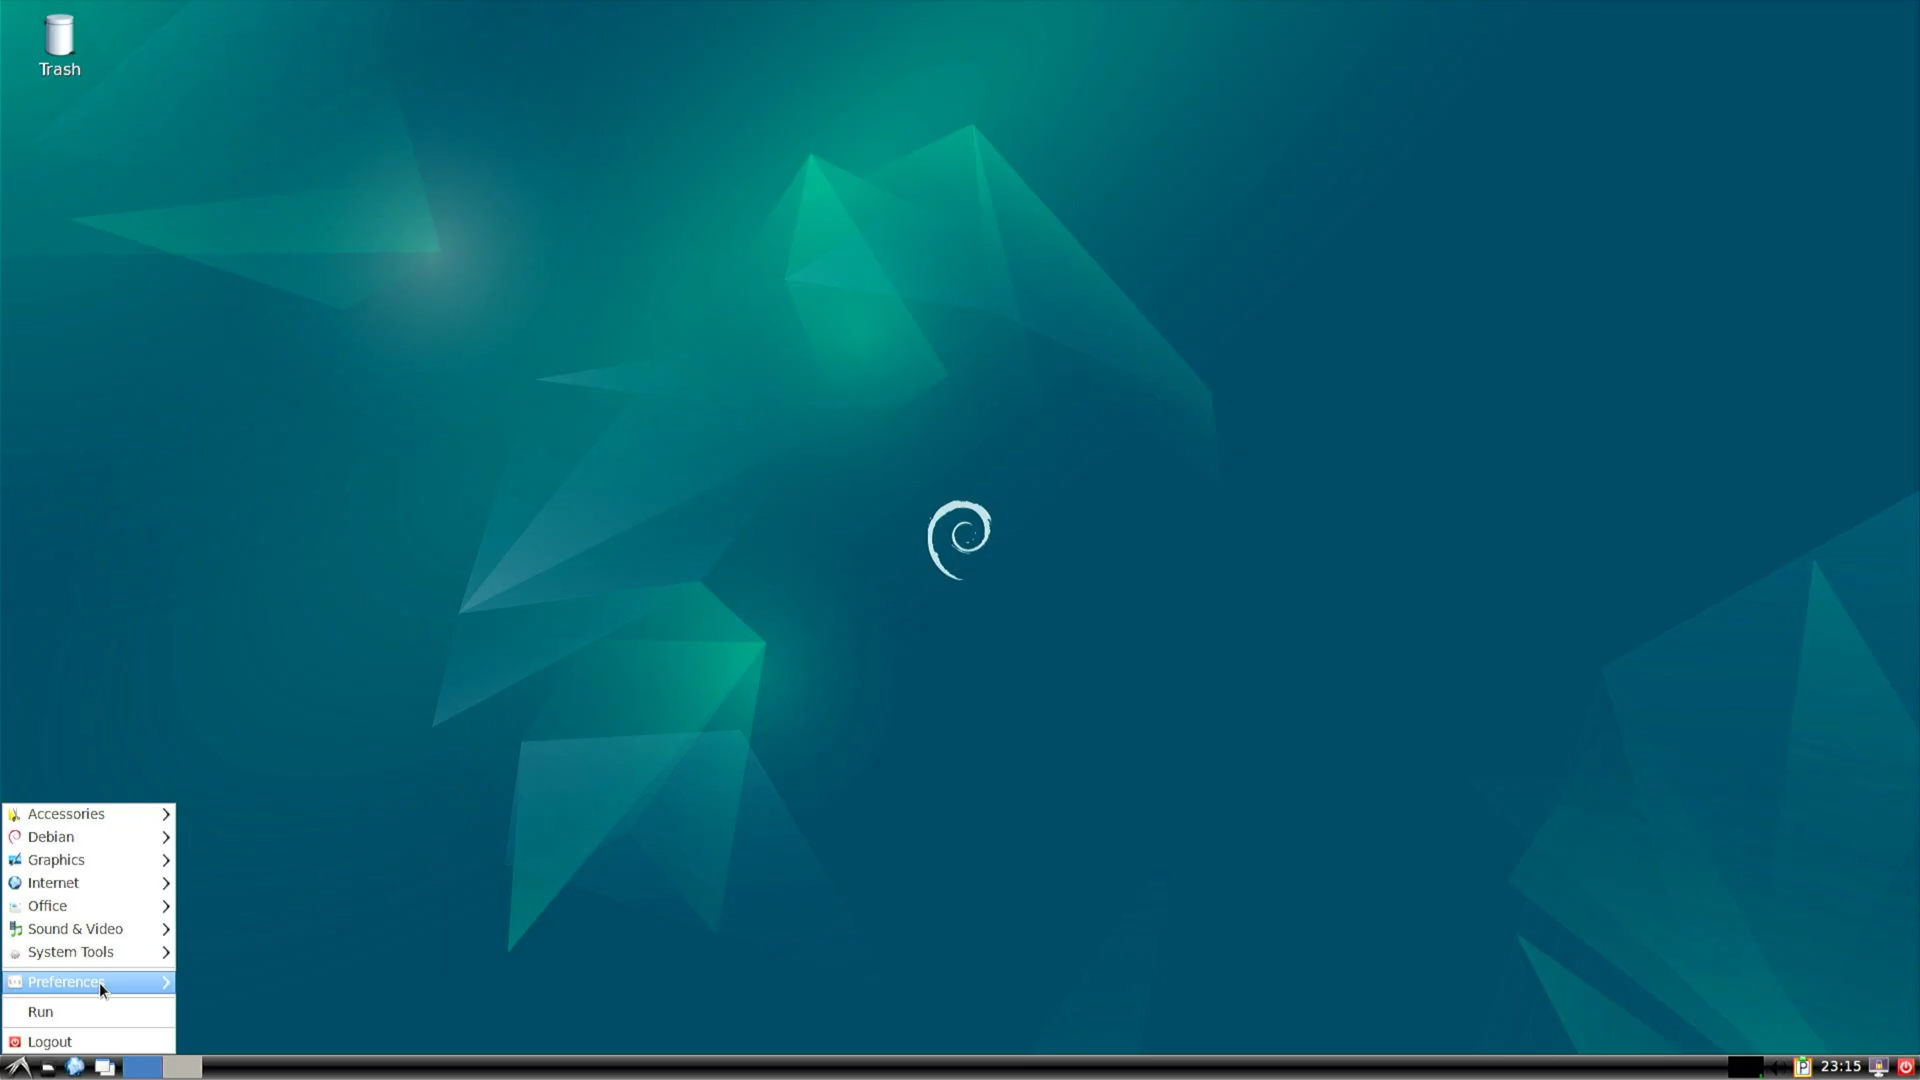 Trash
Accessories
Debian
Graphics
Internet
Office
Sound & Video
System Tools
Preferences
Run
Logout
23:15